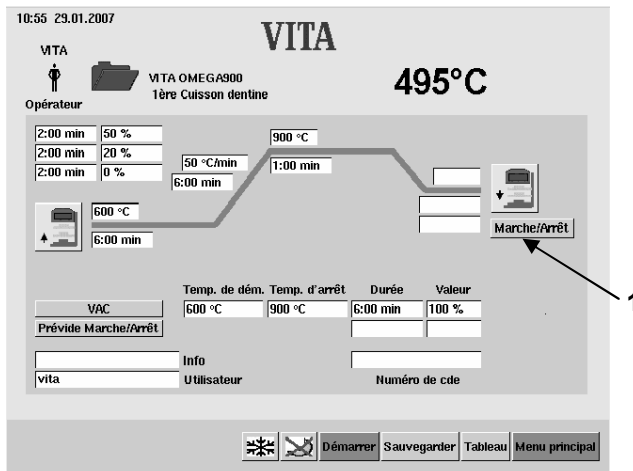 10:55 29.01.2007
VITA
VITA
Opérateur
VITA OMEGA900
1ère Cuisson dentine
495°C
2:00 min 50 %
2:00 min 20 %
2:00 min 0 %
600 °C
6:00 min
50 °C/min
6:00 min
900 °C
1:00 min
Marche/Arrêt
1
Temp. de dém. Temp. d'arrêt Durée Valeur
VAC 600 °C 900 °C 6:00 min 100 %
Prévide Marche/Arrêt
Info
vita Utilisateur Numéro de cde
Démarrer Sauvegarder Tableau Menu principal